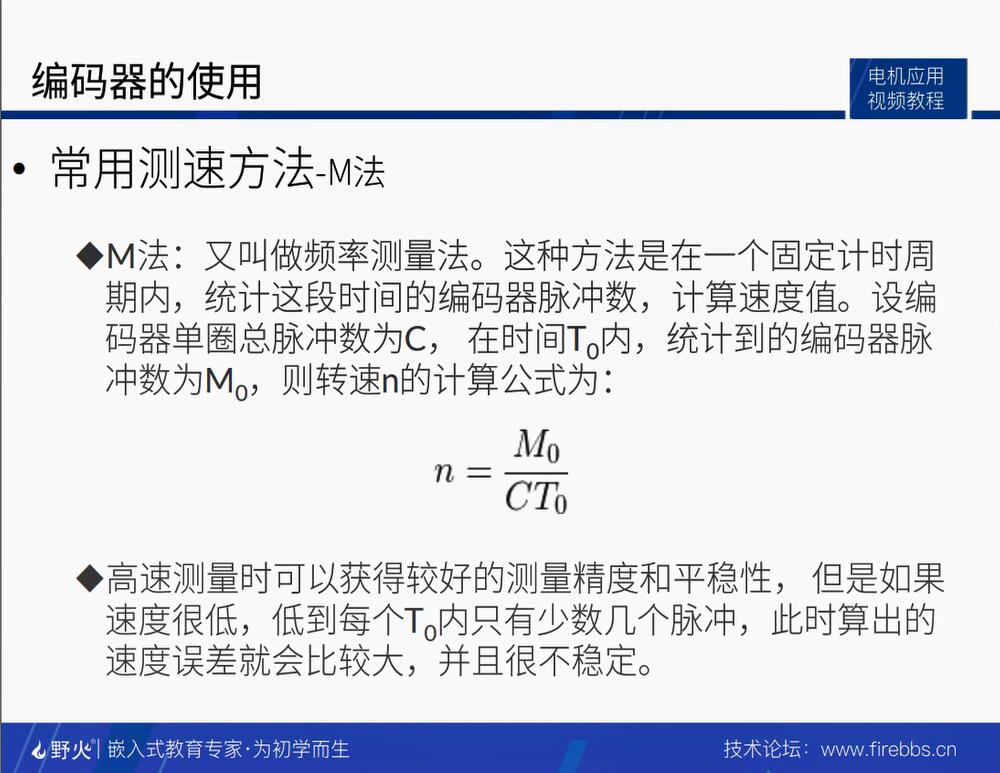 编码器的使用
电机应用
视频教程
• 常用测速方法-M法
◆M法：又叫做频率测量法。这种方法是在一个固定计时周
期内，统计这段时间的编码器脉冲数，计算速度值。设编
码器单圈总脉冲数为C， 在时间T₀内，统计到的编码器脉
冲数为M₀，则转速n的计算公式为：
n = M₀ / CT₀
◆高速测量时可以获得较好的测量精度和平稳性， 但是如果
速度很低，低到每个T₀内只有少数几个脉冲，此时算出的
速度误差就会比较大，并且很不稳定。
野火® | 嵌入式教育专家·为初学而生
技术论坛：www.firebbs.cn